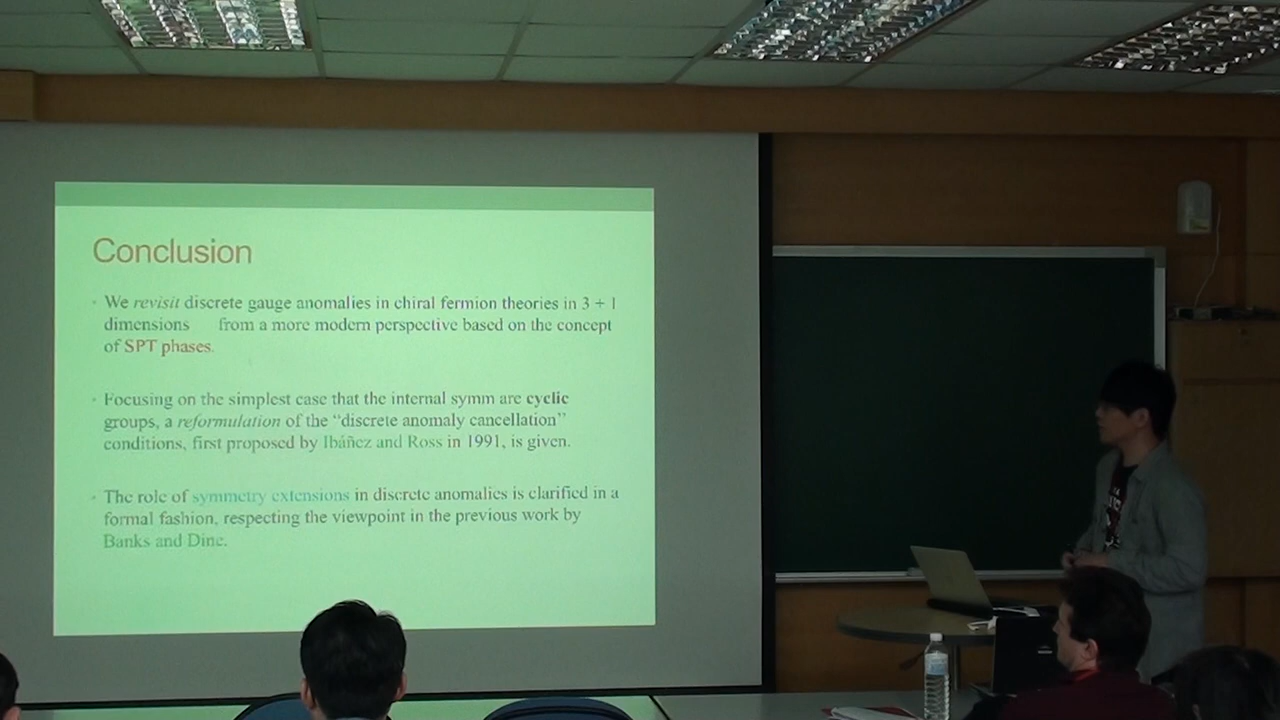 Conclusion
We revisit discrete gauge anomalies in chiral fermion theories in 3 + 1
dimensions from a more modern perspective based on the concept
of SPT phases.
Focusing on the simplest case that the internal symm are cyclic
groups, a reformulation of the “discrete anomaly cancellation”
conditions, first proposed by Ibáñez and Ross in 1991, is given.
The role of symmetry extensions in discrete anomalies is clarified in a
formal fashion, respecting the viewpoint in the previous work by
Banks and Dine.